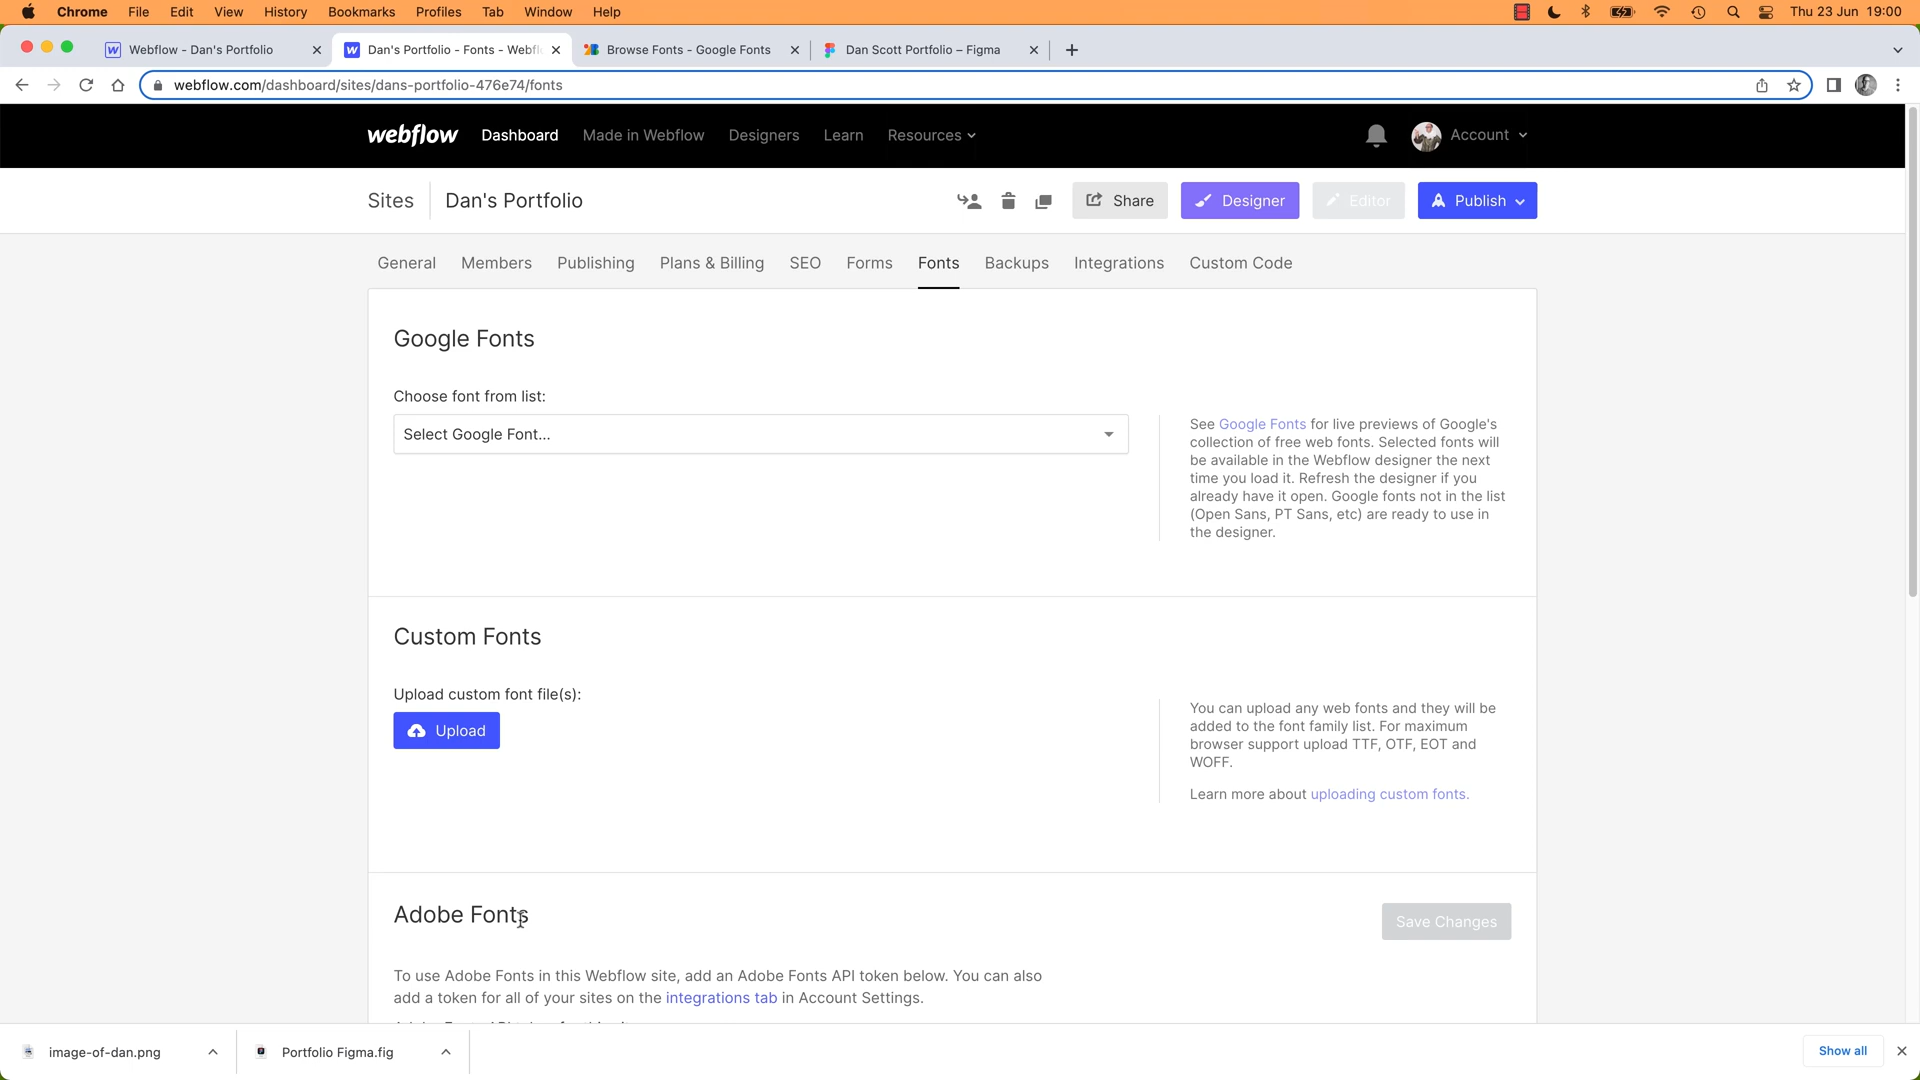 Chrome File Edit View History Bookmarks Profiles Tab Window Help Thu 23 Jun 19:00
Webflow - Dan's Portfolio Dan's Portfolio - Fonts - Webfl Browse Fonts - Google Fonts Dan Scott Portfolio – Figma
webflow.com/dashboard/sites/dans-portfolio-476e74/fonts
webflow Dashboard Made in Webflow Designers Learn Resources Account
Sites Dan's Portfolio Share Designer Editor Publish
General Members Publishing Plans & Billing SEO Forms Fonts Backups Integrations Custom Code
Google Fonts
Choose font from list:
Select Google Font...
See Google Fonts for live previews of Google's
collection of free web fonts. Selected fonts will
be available in the Webflow designer the next
time you load it. Refresh the designer if you
already have it open. Google fonts not in the list
(Open Sans, PT Sans, etc) are ready to use in
the designer.
Custom Fonts
Upload custom font file(s):
Upload
You can upload any web fonts and they will be
added to the font family list. For maximum
browser support upload TTF, OTF, EOT and
WOFF.
Learn more about uploading custom fonts.
Adobe Fonts
Save Changes
To use Adobe Fonts in this Webflow site, add an Adobe Fonts API token below. You can also
add a token for all of your sites on the integrations tab in Account Settings.
image-of-dan.png Portfolio Figma.fig Show all